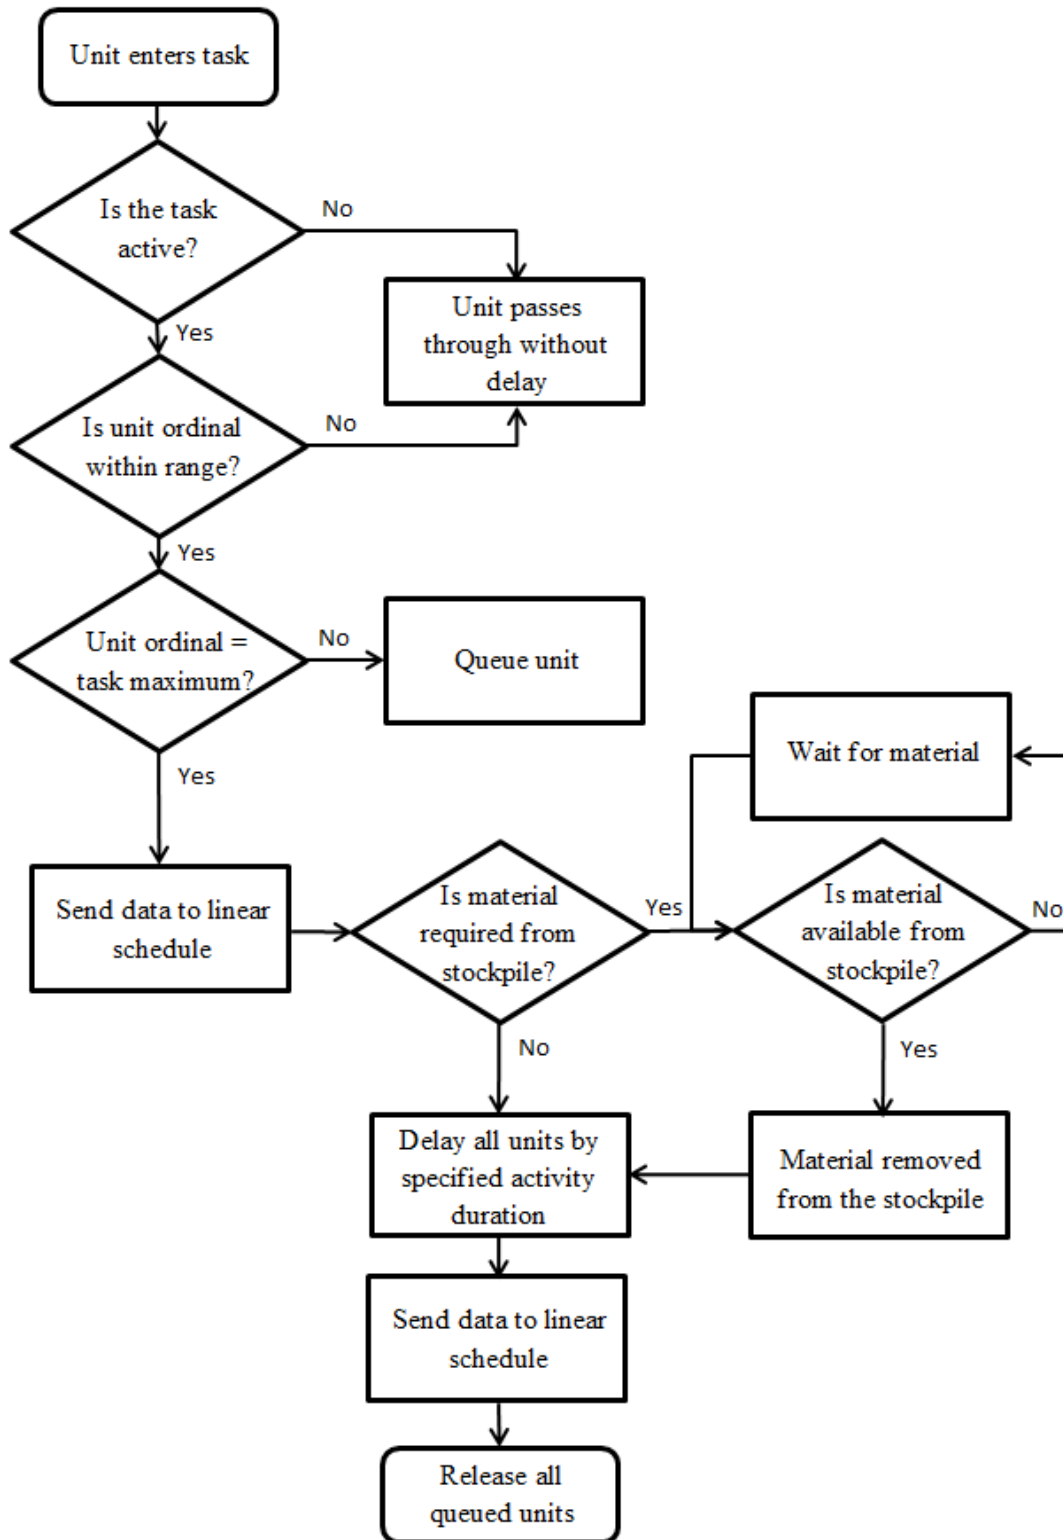 Unit enters task
Is the task
active?
No
Unit passes
through without
delay
Yes
Is unit ordinal
within range?
No
Yes
Unit ordinal =
task maximum?
No
Queue unit
Yes
Wait for material
Send data to linear
schedule
Is material
required from
stockpile?
Yes
Is material
available from
stockpile?
No
No
Yes
Delay all units by
specified activity
duration
Material removed
from the stockpile
Send data to linear
schedule
Release all
queued units